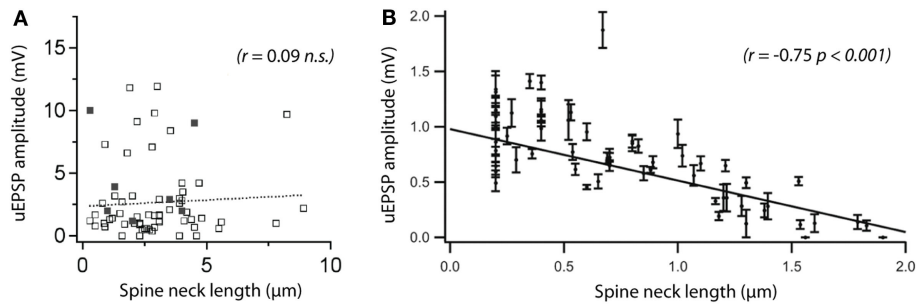 A
B
uEPSP amplitude (mV)
15
10
5
0
(r = 0.09 n.s.)
0
5
10
Spine neck length (μm)
uEPSP amplitude (mV)
2.0
1.5
1.0
0.5
0.0
(r = -0.75 p < 0.001)
0.0
0.5
1.0
1.5
2.0
Spine neck length (μm)